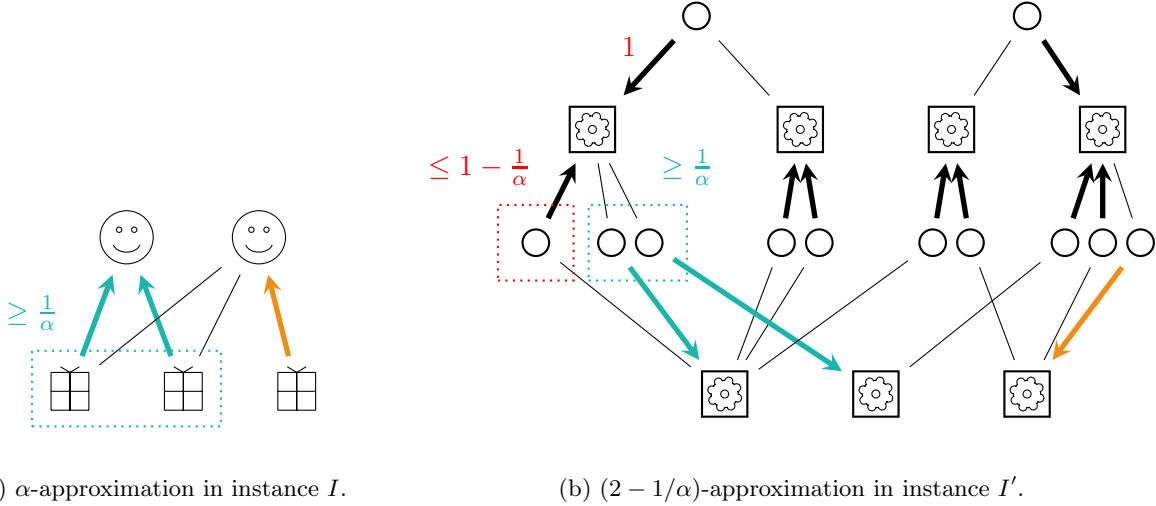 1
≤ 1 − 1/α
≥ 1/α
≥ 1/α
) α-approximation in instance I.
(b) (2 − 1/α)-approximation in instance I′.